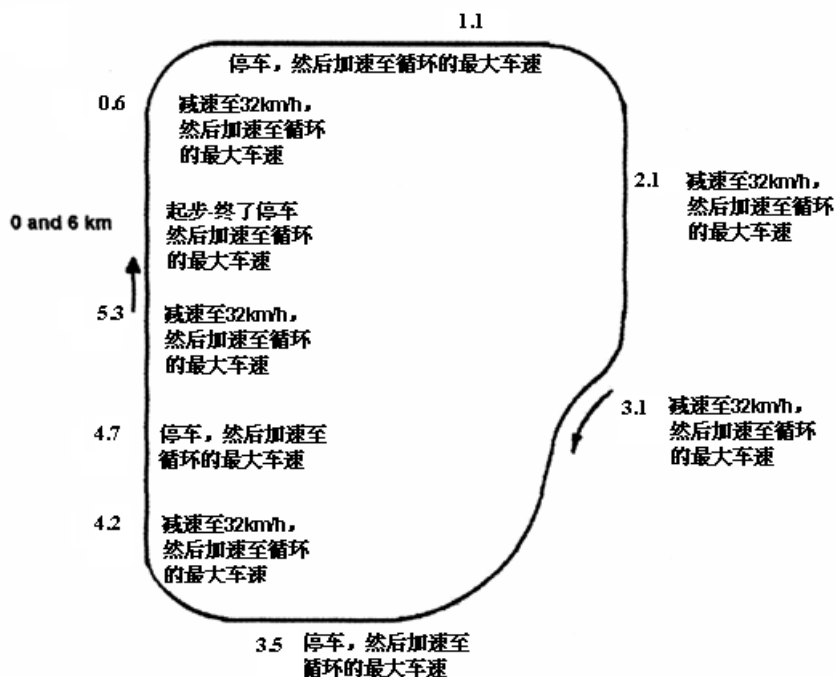 1.1
停车，然后加速至循环的最大车速
0.6
减速至32km/h，
然后加速至循环
的最大车速
2.1
减速至32km/h，
然后加速至循环
的最大车速
0 and 6 km
起步-终了停车
然后加速至循环
的最大车速
5.3
减速至32km/h，
然后加速至循环
的最大车速
3.1
减速至32km/h，
然后加速至循环
的最大车速
4.7
停车，然后加速至
循环的最大车速
4.2
减速至32km/h，
然后加速至循环
的最大车速
3.5
停车，然后加速至
循环的最大车速